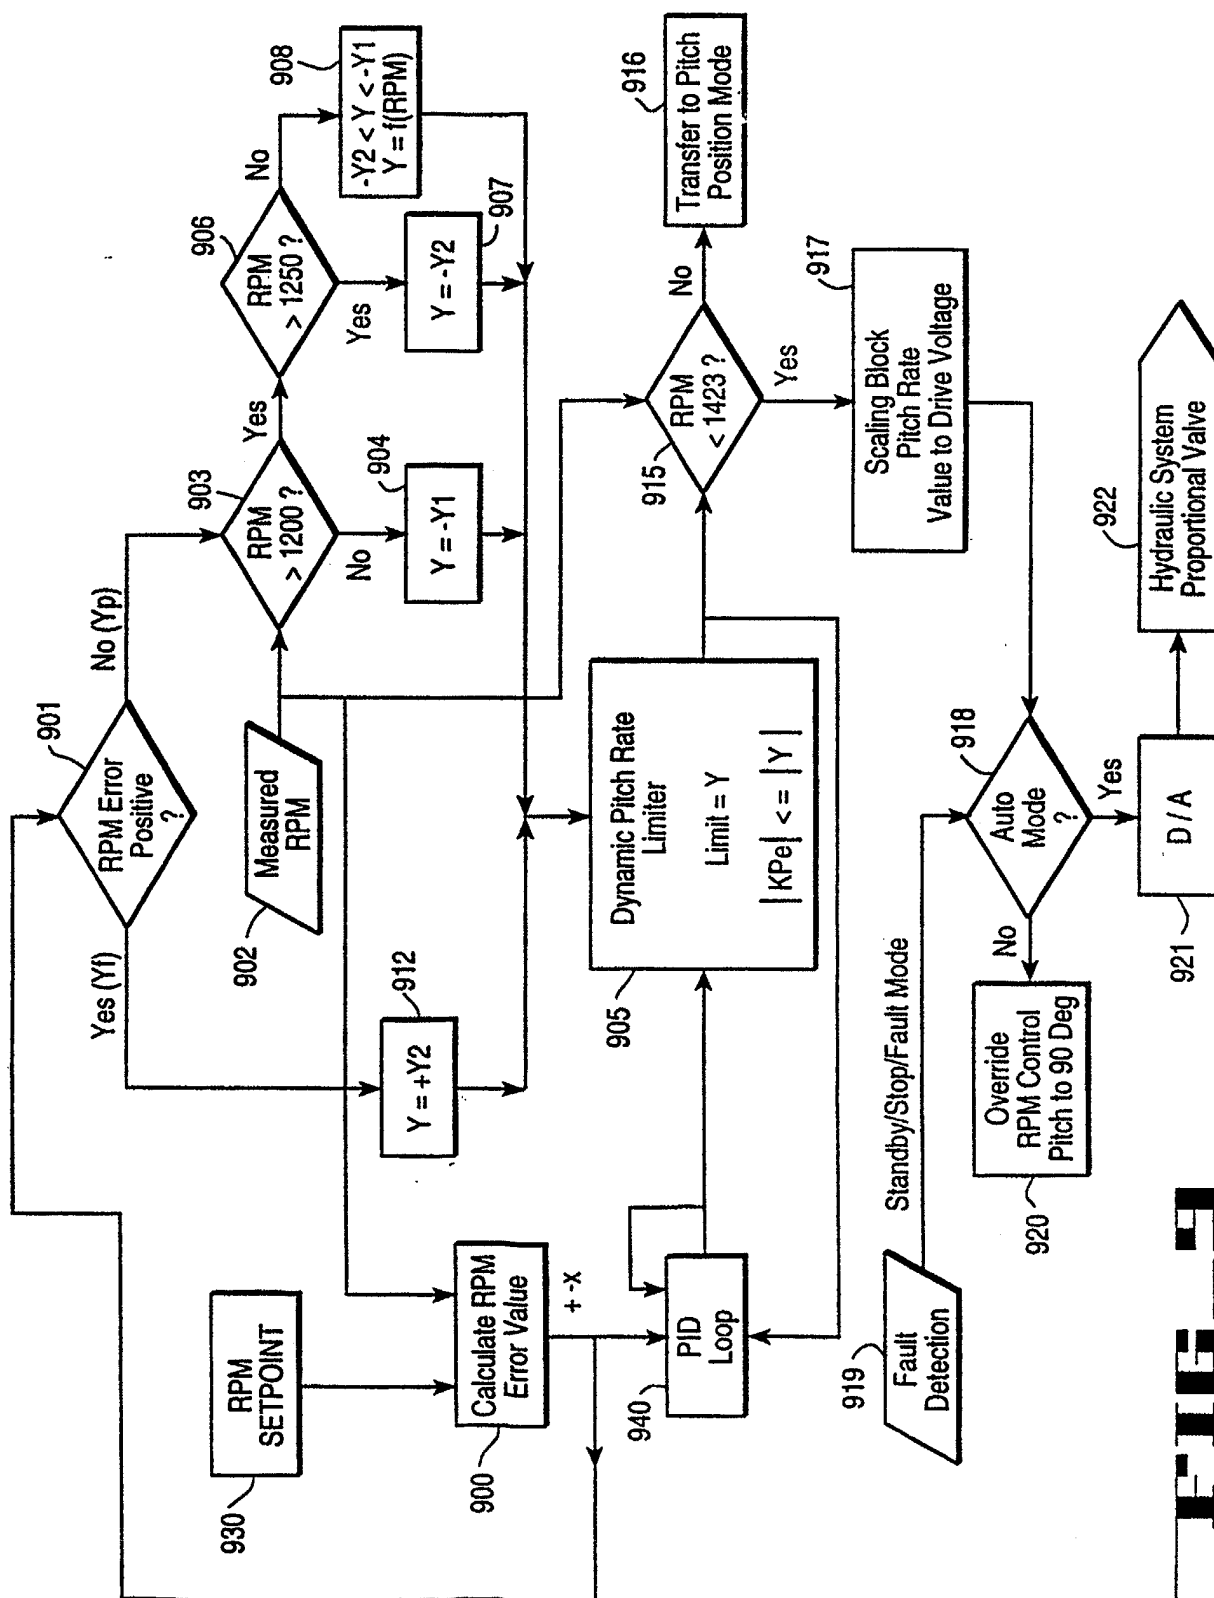 RPM
SETPOINT
930
Calculate RPM
Error Value
900
+ -x
PID
Loop
940
RPM Error
Positive
?
901
Yes (Yf)
No (Yp)
Measured
RPM
902
Y = +Y2
912
RPM
> 1200 ?
903
Yes
No
Y = -Y1
904
RPM
> 1250 ?
906
Yes
No
Y = -Y2
907
-Y2 < Y < -Y1
Y = f(RPM)
908
Dynamic Pitch Rate
Limiter
Limit = Y
|KPe| <= |Y|
905
RPM
< 1423 ?
915
No
Yes
Transfer to Pitch
Position Mode
916
Scaling Block
Pitch Rate
Value to Drive Voltage
917
Fault
Detection
919
Standby/Stop/Fault Mode
Auto
Mode
?
918
No
Yes
Override
RPM Control
Pitch to 90 Deg
920
D / A
921
Hydraulic System
Proportional Valve
922